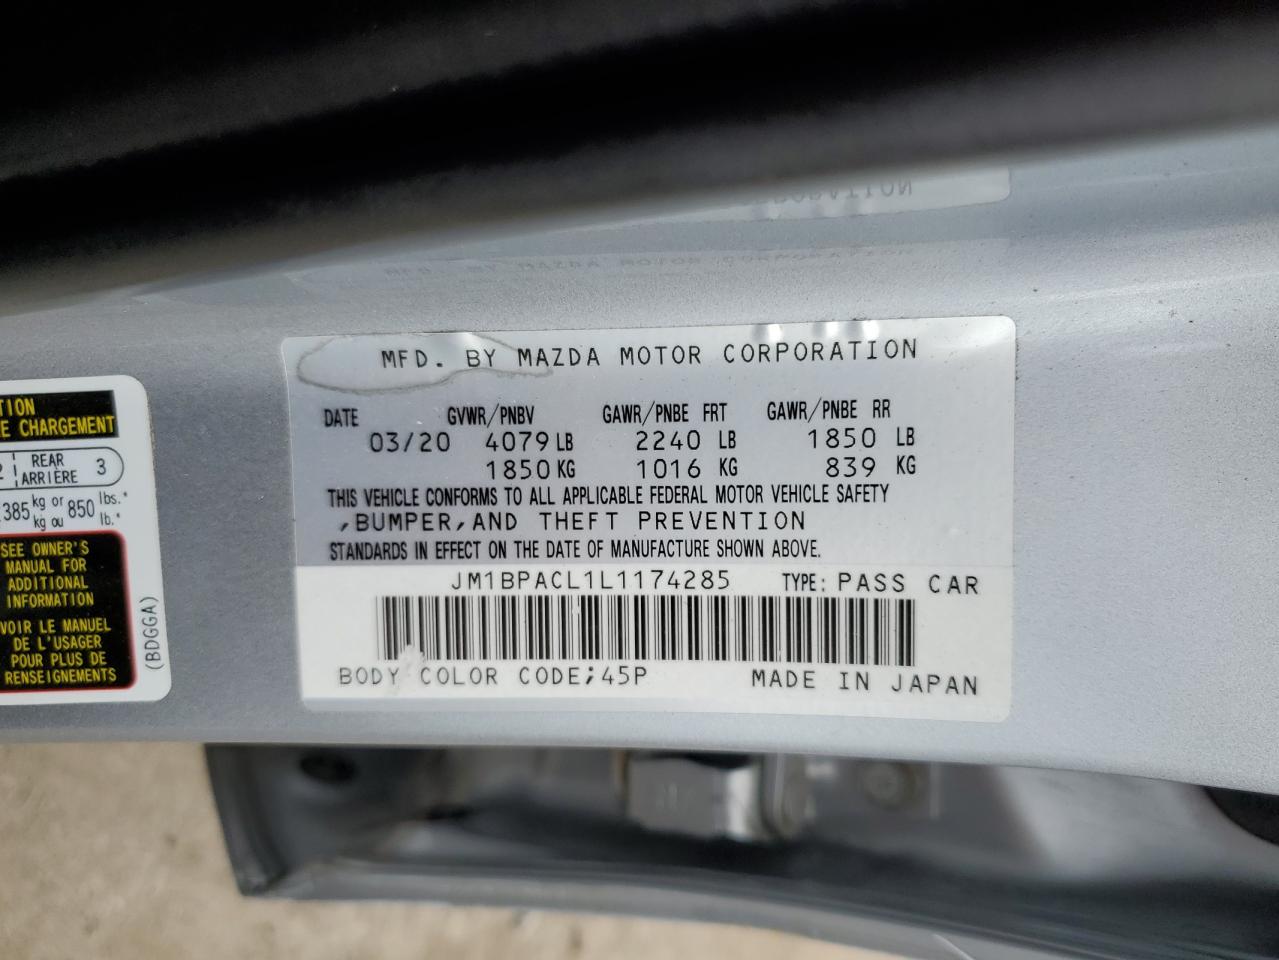 MFD. BY MAZDA MOTOR CORPORATION
DATE GVWR/PNBV GAWR/PNBE FRT GAWR/PNBE RR
03/20 4079 LB 2240 LB 1850 LB
1850 KG 1016 KG 839 KG
THIS VEHICLE CONFORMS TO ALL APPLICABLE FEDERAL MOTOR VEHICLE SAFETY
,BUMPER,AND THEFT PREVENTION
STANDARDS IN EFFECT ON THE DATE OF MANUFACTURE SHOWN ABOVE.
JM1BPACL1L1174285 TYPE: PASS CAR
BODY COLOR CODE;45P MADE IN JAPAN
TION
E CHARGEMENT
2 REAR 3
ARRIÈRE
385 kg or 850 lbs.*
kg ou lb.*
SEE OWNER'S
MANUAL FOR
ADDITIONAL
INFORMATION
VOIR LE MANUEL
DE L'USAGER
POUR PLUS DE
RENSEIGNEMENTS
(BDGGA)